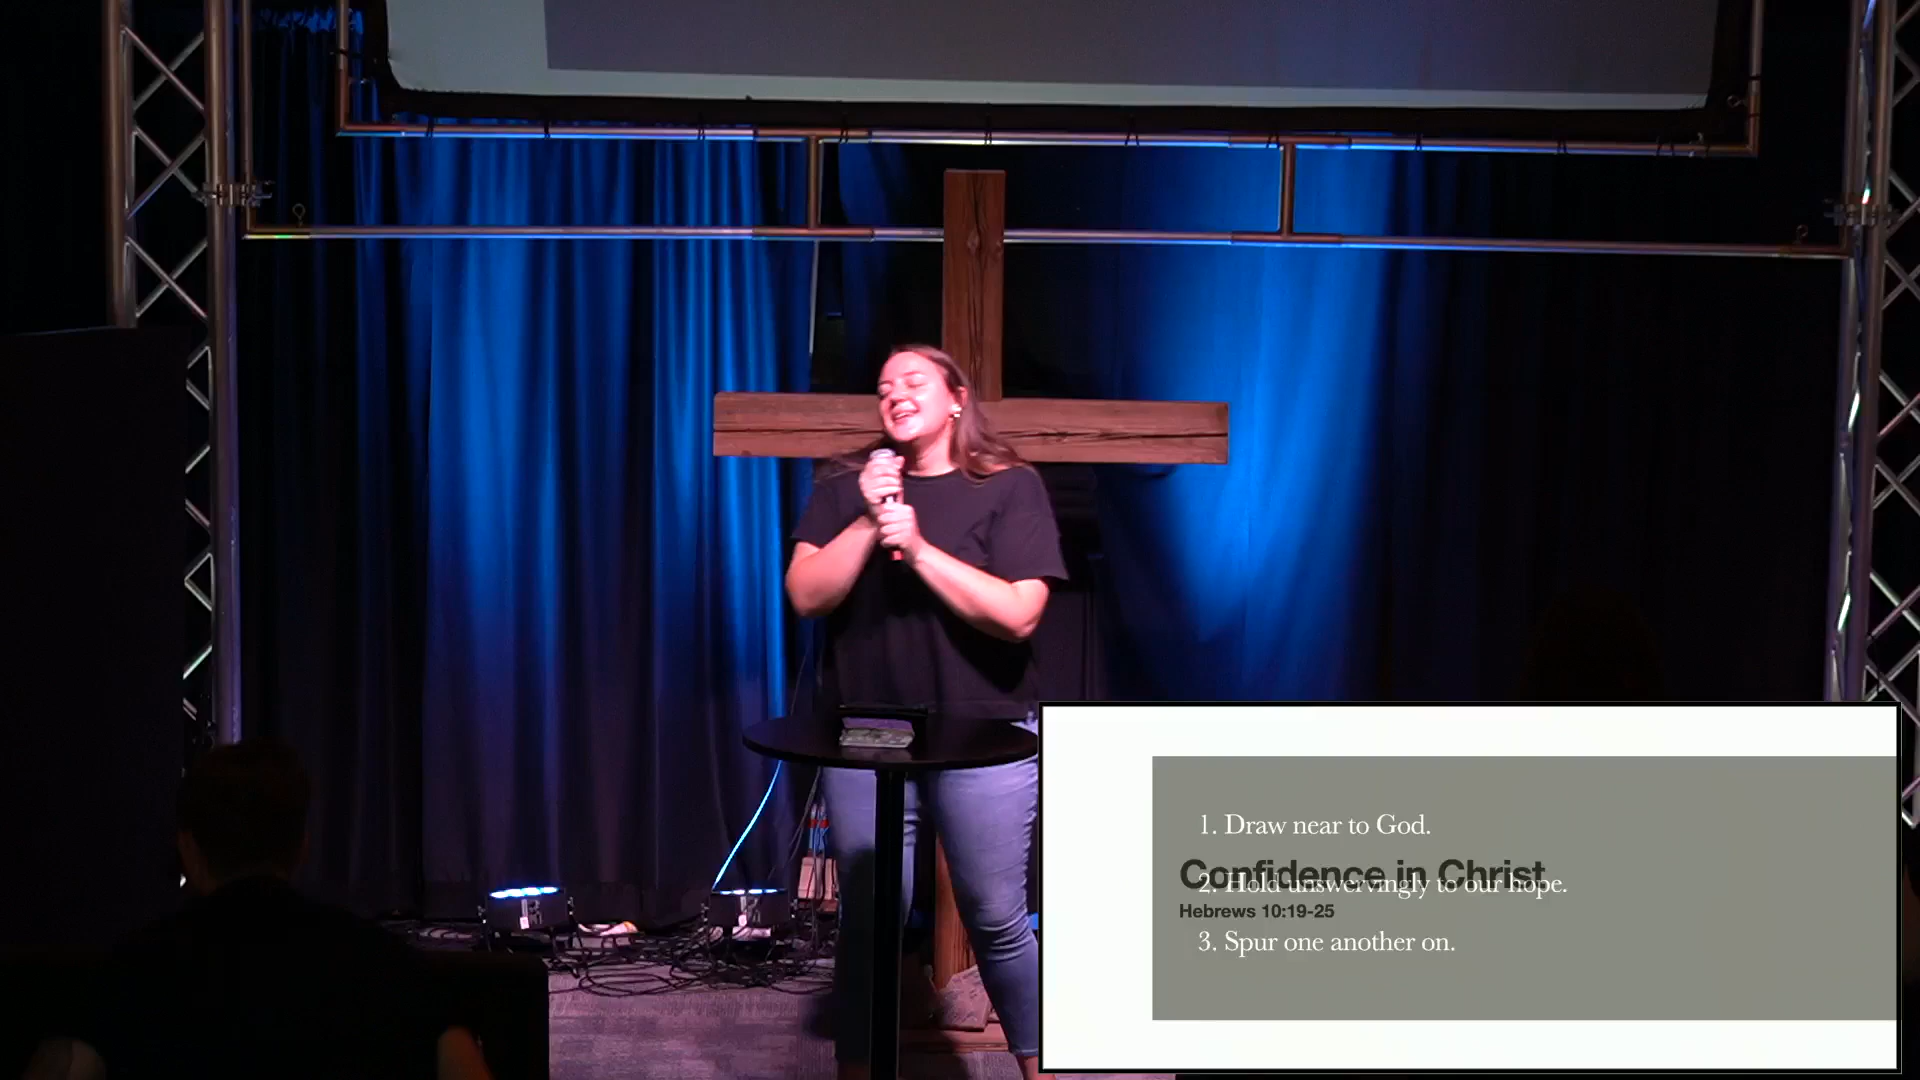 1. Draw near to God.
Confidence in Christ
2. Hold unswervingly to our hope.
Hebrews 10:19-25
3. Spur one another on.